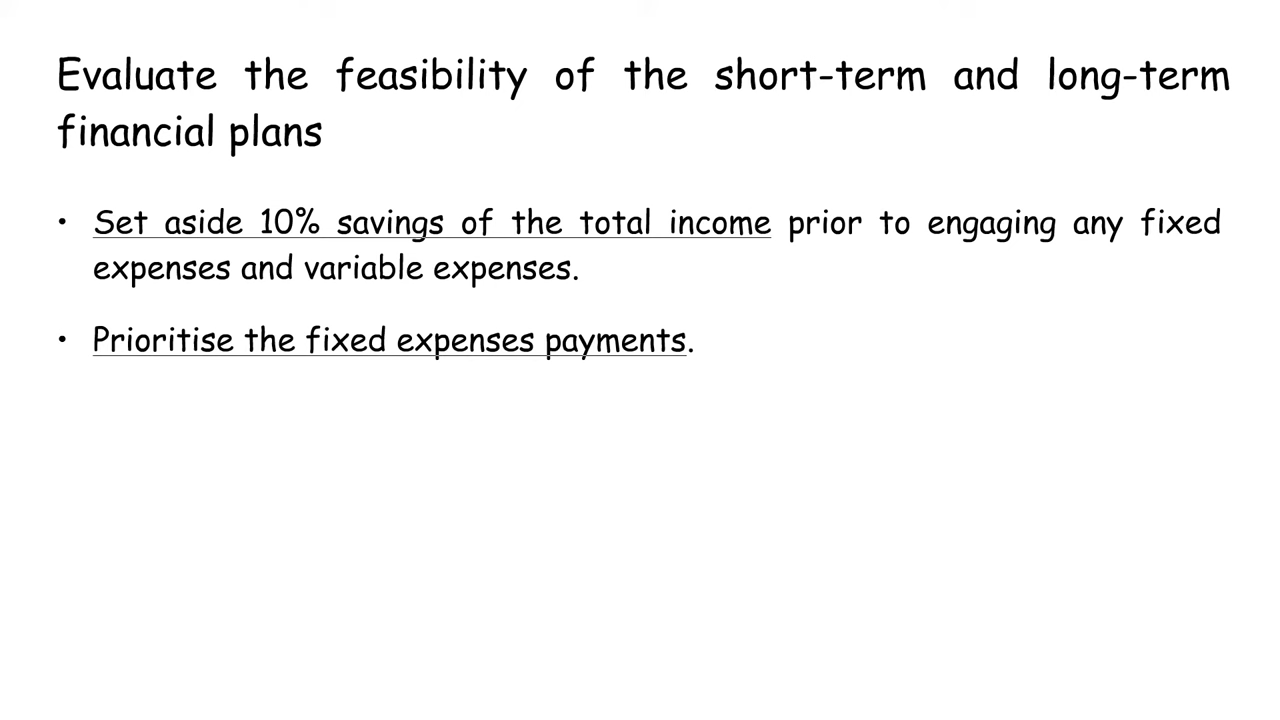 Evaluate the feasibility of the short-term and long-term
financial plans
• Set aside 10% savings of the total income prior to engaging any fixed
expenses and variable expenses.
• Prioritise the fixed expenses payments.